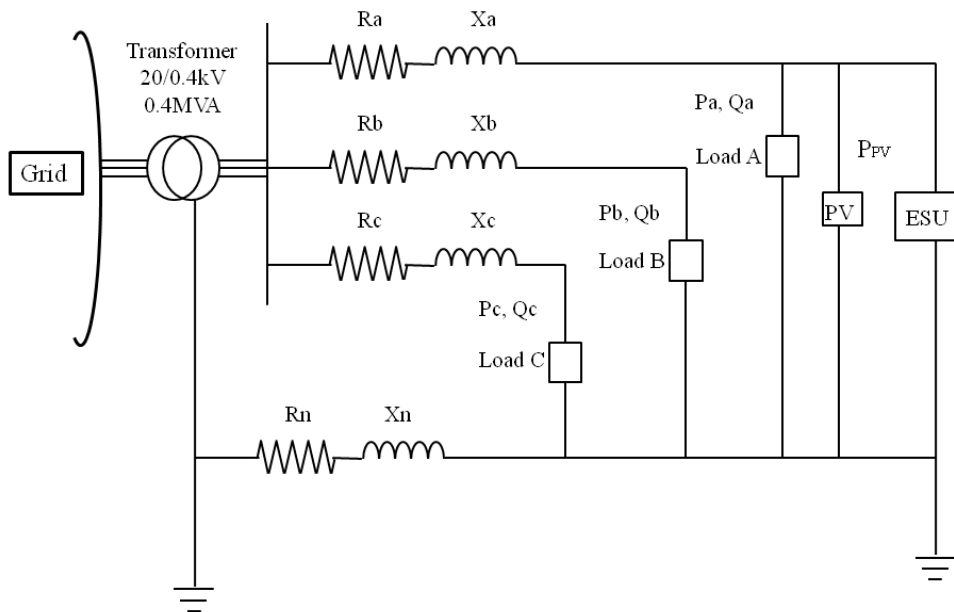 Transformer
20/0.4kV
0.4MVA
Grid
Ra
Xa
Rb
Xb
Rc
Xc
Rn
Xn
Pa, Qa
Load A
Pb, Qb
Load B
Pc, Qc
Load C
PPV
PV
ESU